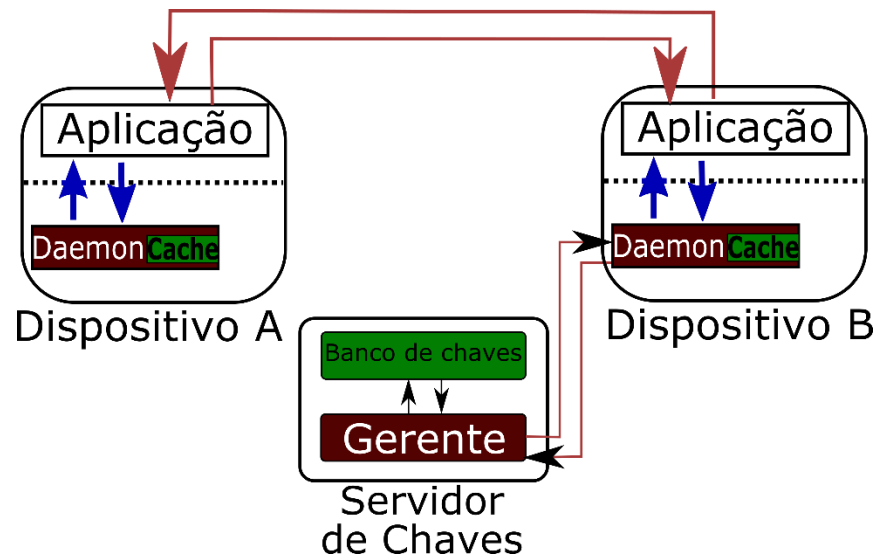 Aplicação
Daemon Cache
Dispositivo A
Aplicação
Daemon Cache
Dispositivo B
Banco de chaves
Gerente
Servidor
de Chaves